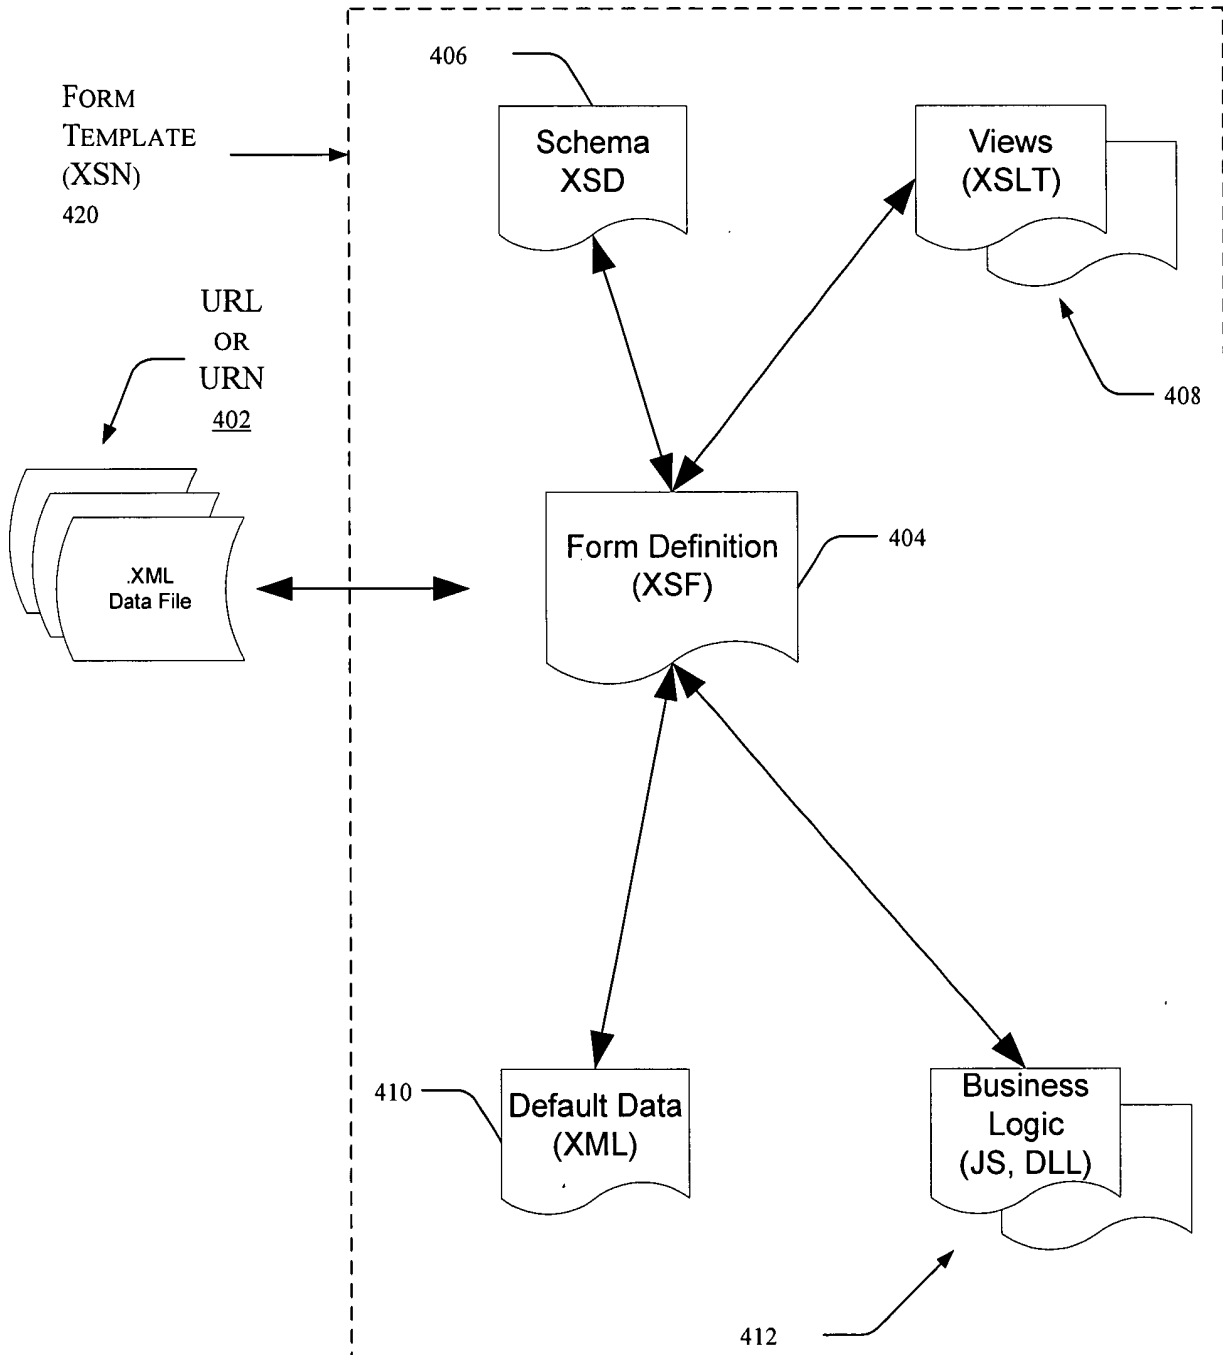 406
FORM
TEMPLATE
(XSN)
420
Schema
XSD
Views
(XSLT)
URL
OR
URN
402
408
.XML
Data File
Form Definition
(XSF)
404
410
Default Data
(XML)
Business
Logic
(JS, DLL)
412